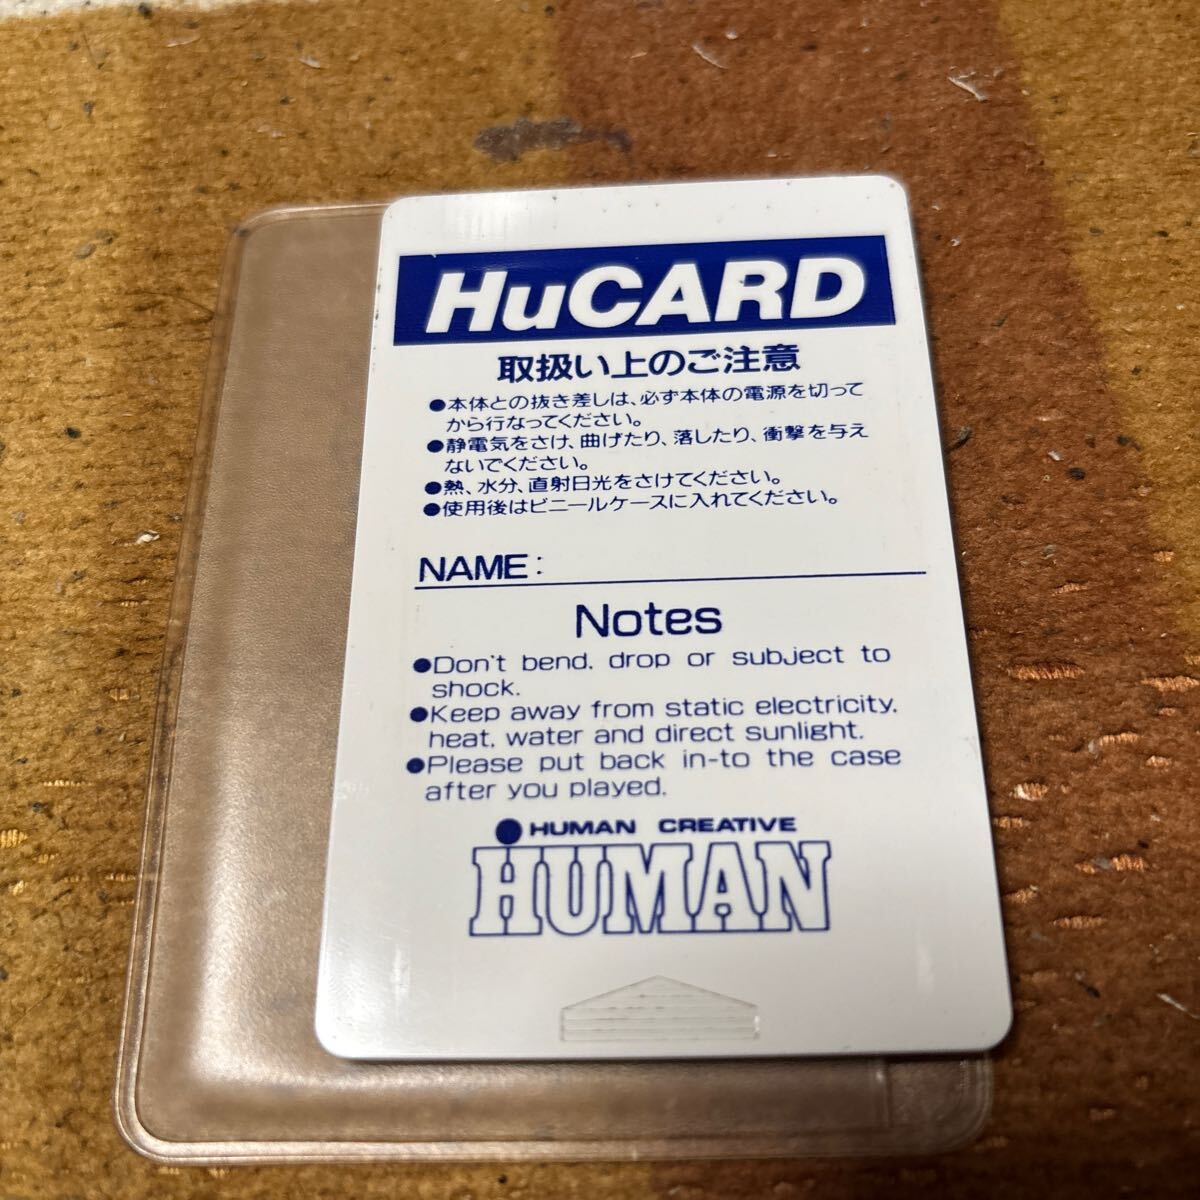 HuCARD
取扱い上のご注意
●本体との抜き差しは、必ず本体の電源を切って
から行なってください。
●静電気をさけ、曲げたり、落したり、衝撃を与え
ないでください。
●熱、水分、直射日光をさけてください。
●使用後はビニールケースに入れてください。
NAME:
Notes
●Don't bend, drop or subject to
shock.
●Keep away from static electricity,
heat, water and direct sunlight.
●Please put back in-to the case
after you played.
HUMAN CREATIVE
HUMAN